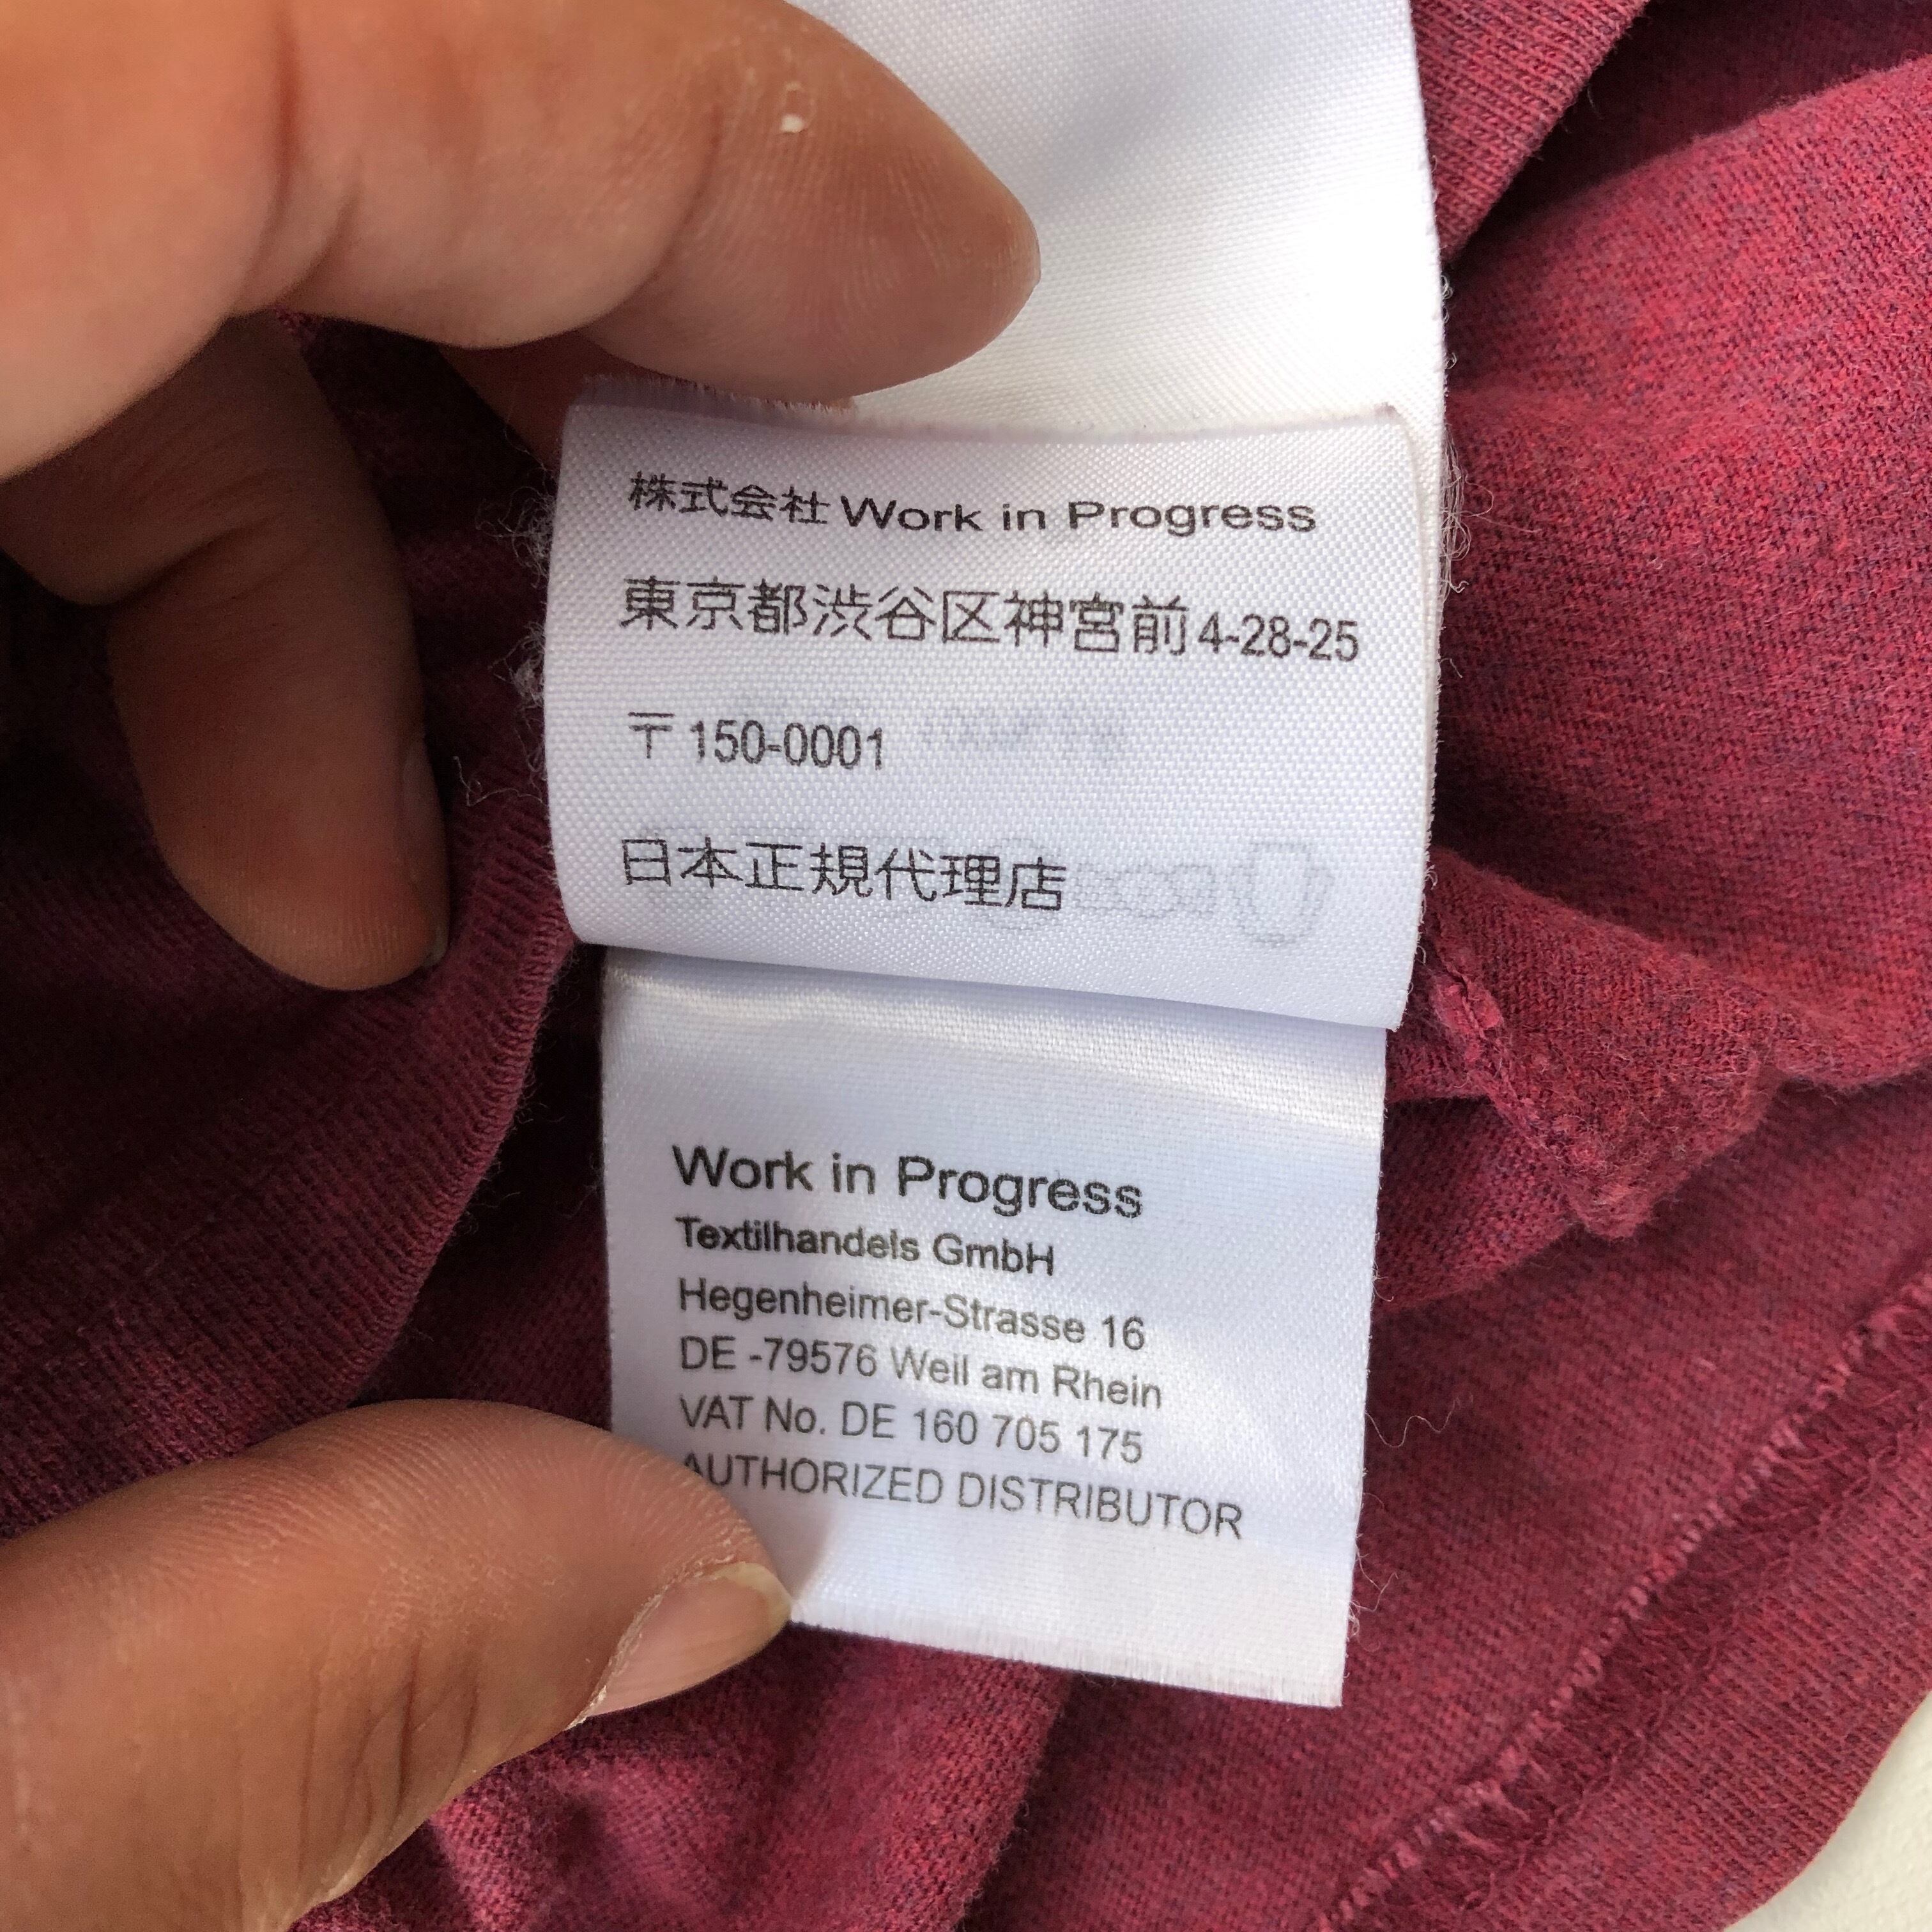 株式会社 Work in Progress
東京都渋谷区神宮前4-28-25
〒150-0001
日本正規代理店
Work in Progress
Textilhandels GmbH
Hegenheimer-Strasse 16
DE -79576 Weil am Rhein
VAT No. DE 160 705 175
AUTHORIZED DISTRIBUTOR